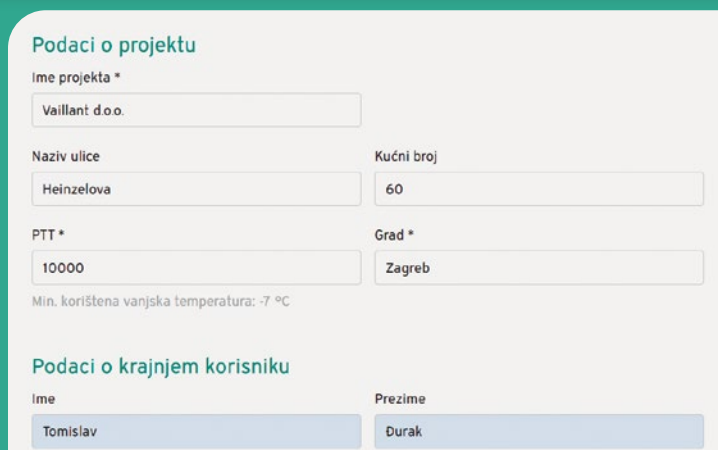 Podaci o projektu
Ime projekta *
Vaillant d.o.o.
Naziv ulice
Kućni broj
Heinzelova
60
PTT *
Grad *
10000
Zagreb
Min. korištena vanjska temperatura: -7 °C
Podaci o krajnjem korisniku
Ime
Prezime
Tomislav
Đurak